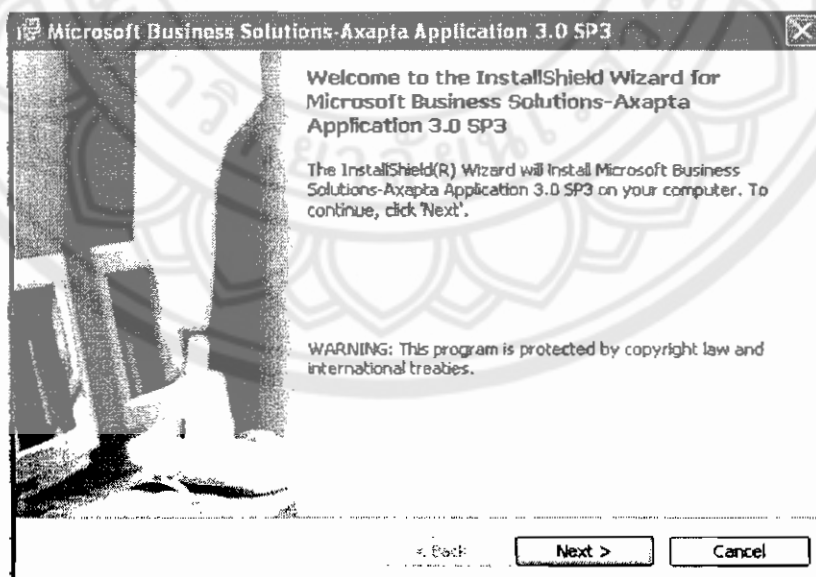 Microsoft Business Solutions-Axapta Application 3.0 SP3
Welcome to the InstallShield Wizard for
Microsoft Business Solutions-Axapta
Application 3.0 SP3
The InstallShield(R) Wizard will install Microsoft Business
Solutions-Axapta Application 3.0 SP3 on your computer. To
continue, click 'Next'.
WARNING: This program is protected by copyright law and
international treaties.
< Back
Next >
Cancel